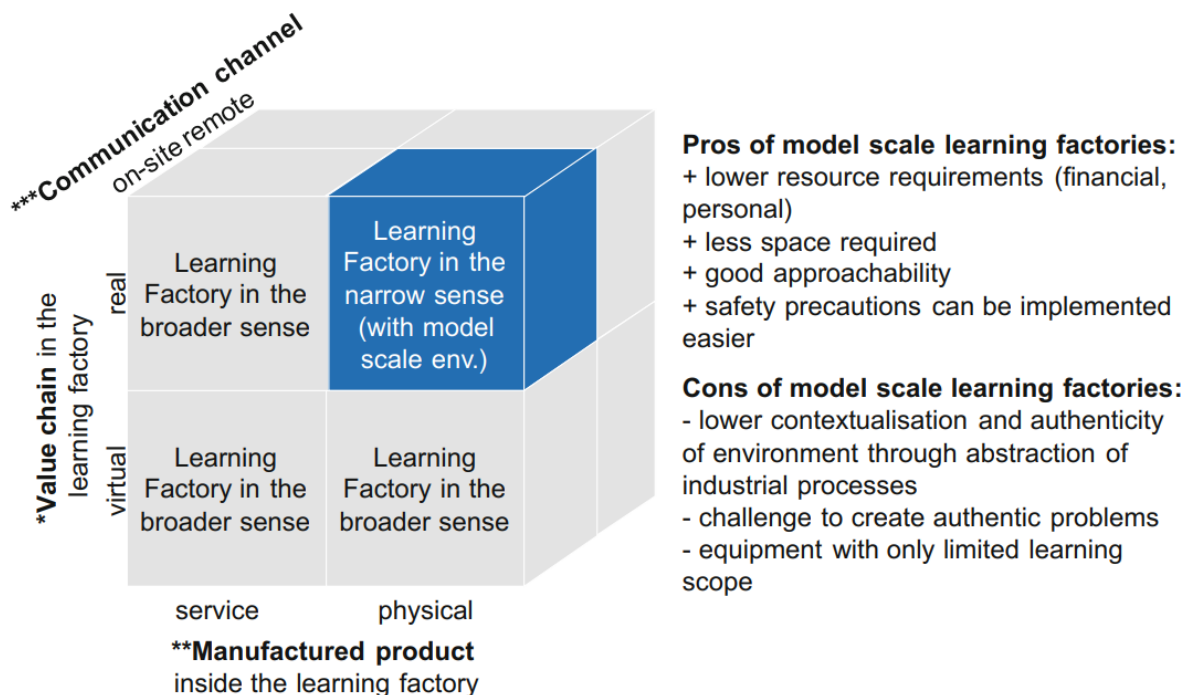 ***Communication channel
on-site remote
*Value chain in the
learning factory
real
virtual
Learning
Factory in the
broader sense
Learning
Factory in the
narrow sense
(with model
scale env.)
Learning
Factory in the
broader sense
Learning
Factory in the
broader sense
service
physical
**Manufactured product
inside the learning factory
Pros of model scale learning factories:
+ lower resource requirements (financial,
personal)
+ less space required
+ good approachability
+ safety precautions can be implemented
easier
Cons of model scale learning factories:
- lower contextualisation and authenticity
of environment through abstraction of
industrial processes
- challenge to create authentic problems
- equipment with only limited learning
scope